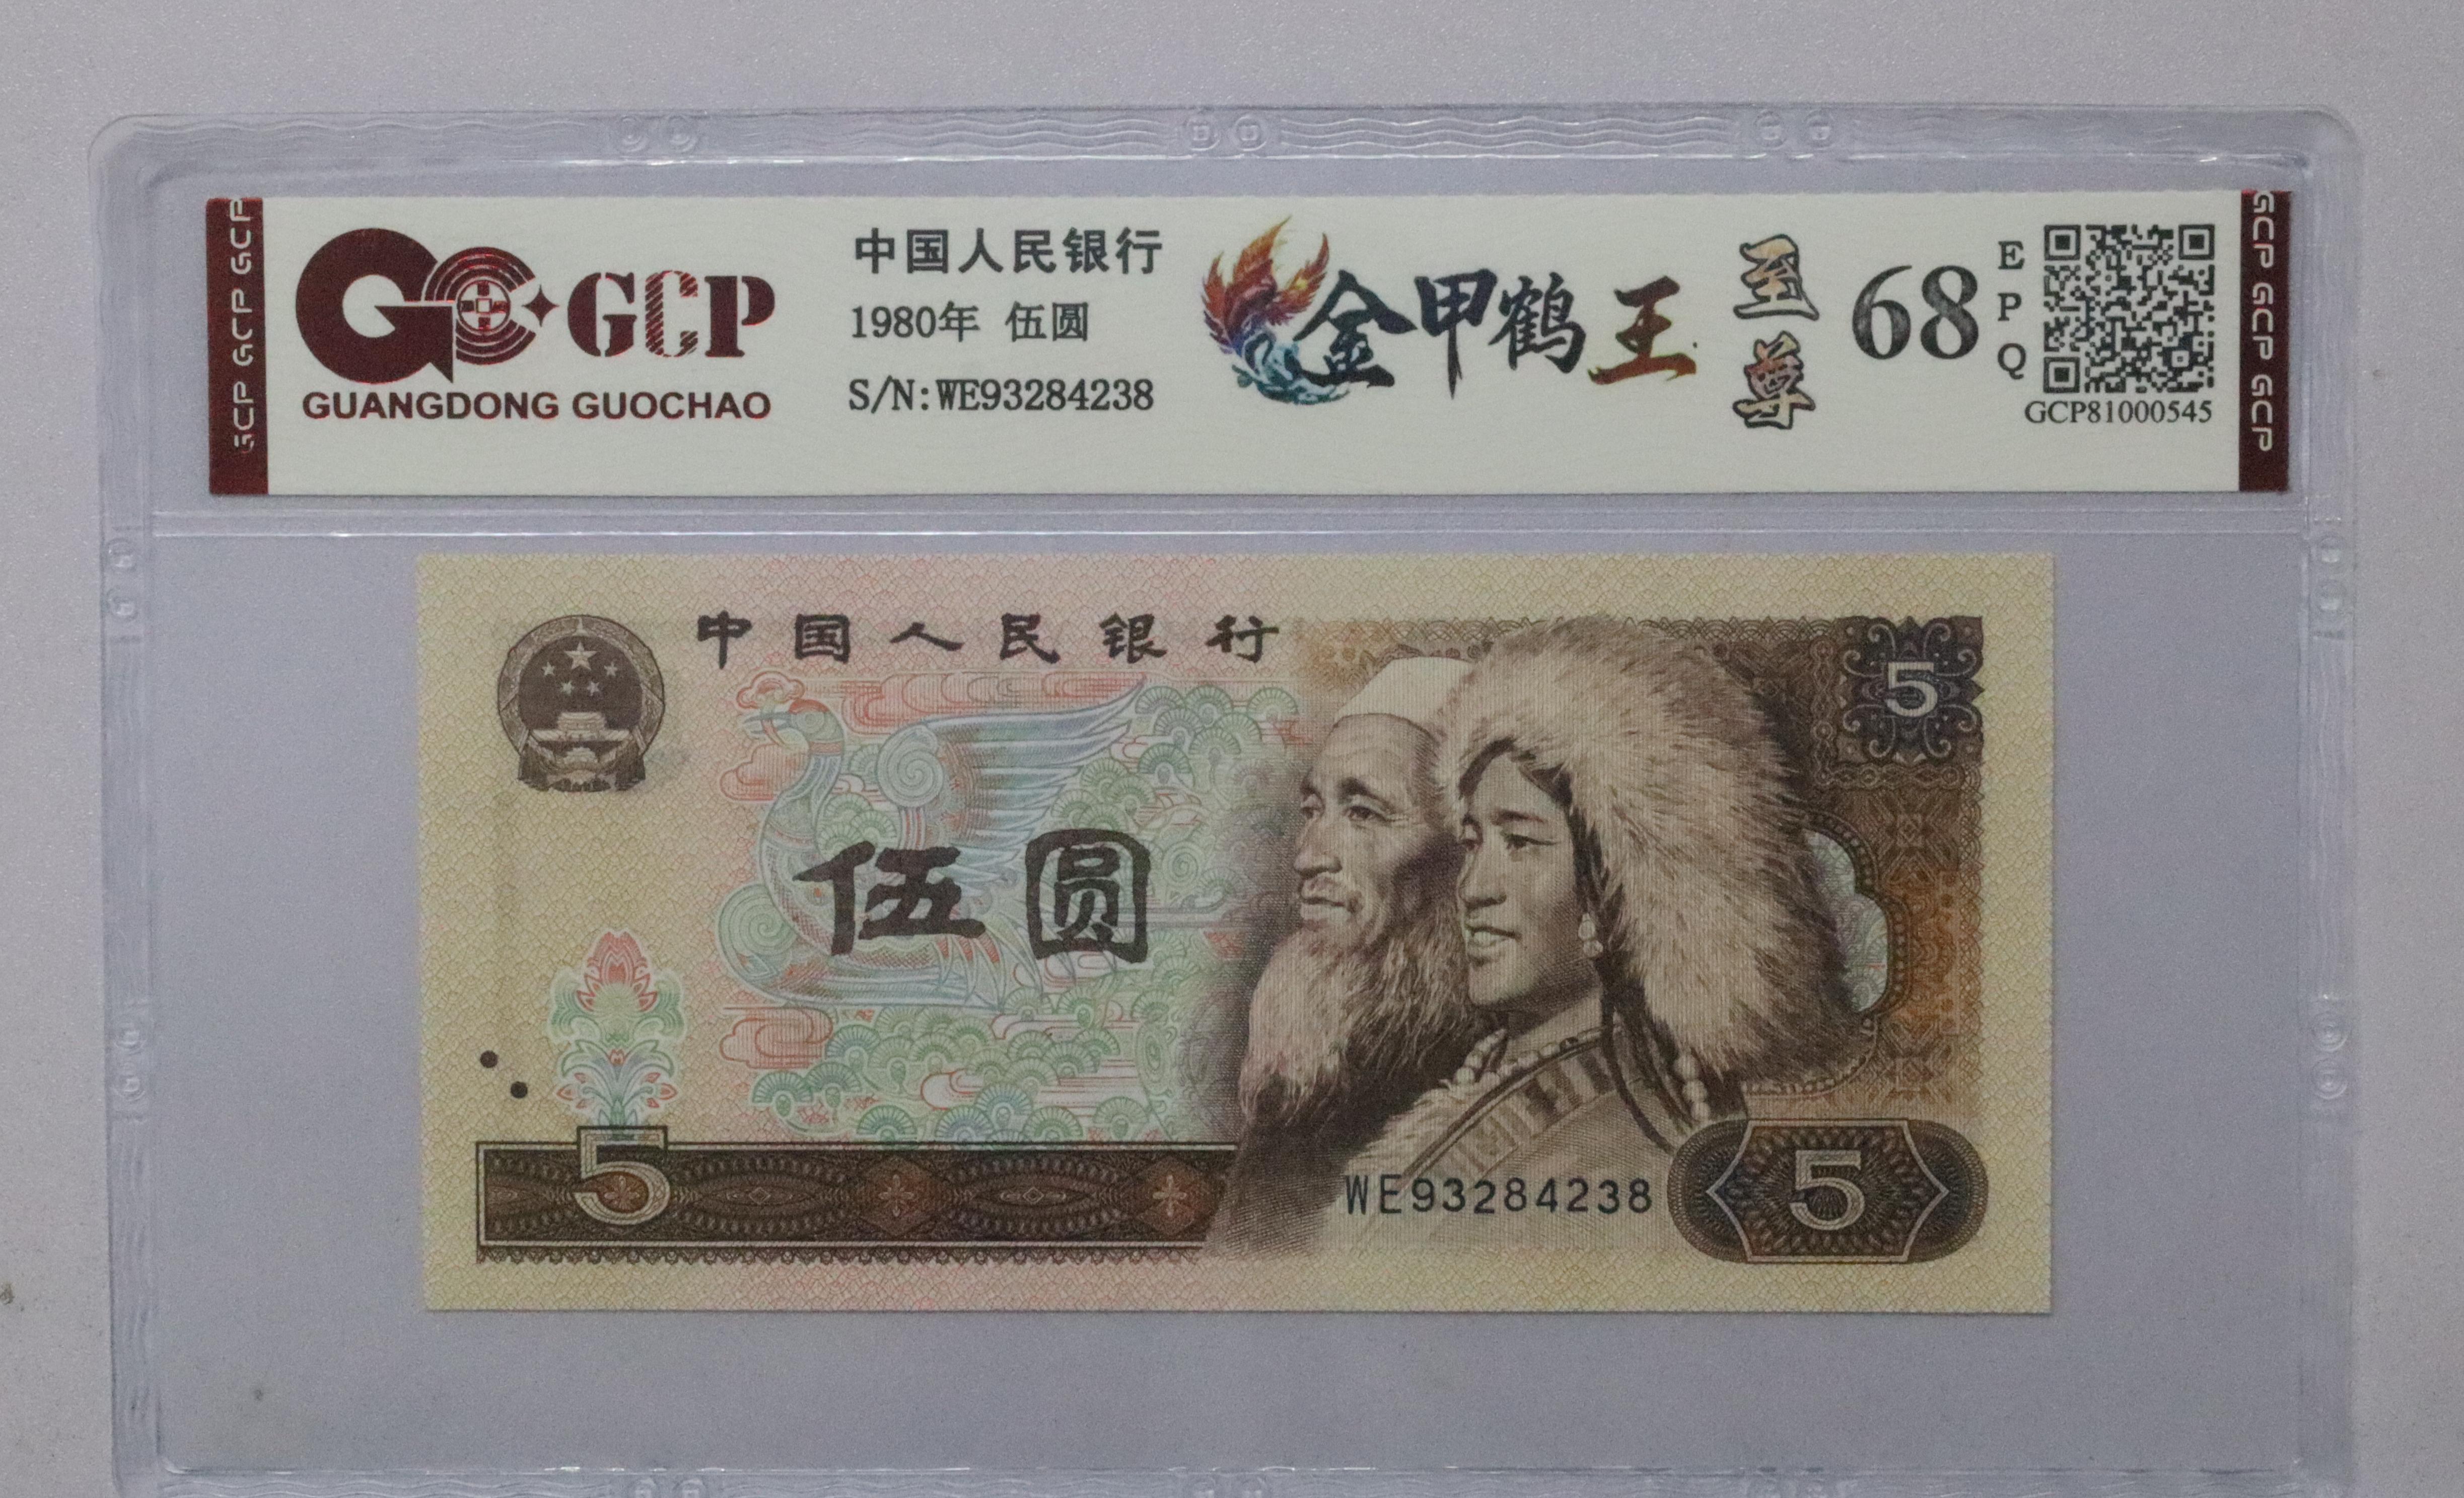 GCP GCP GCP
GCP
GUANGDONG GUOCHAO
中国人民银行
1980年 伍圆
S/N:WE93284238
金甲鹤王
至尊
68
EPQ
GCP81000545
GCP GCP GCP
中国人民银行
5
伍圆
5
WE93284238
5